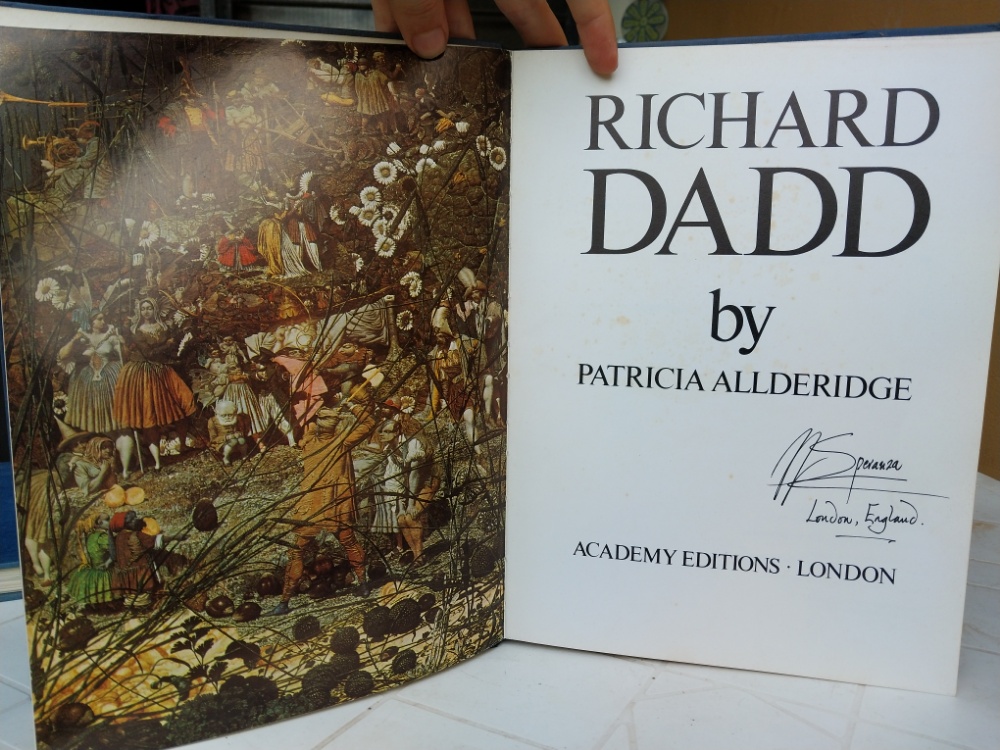 RICHARD
DADD
by
PATRICIA ALLDERIDGE
Speranza
London, England.
ACADEMY EDITIONS · LONDON